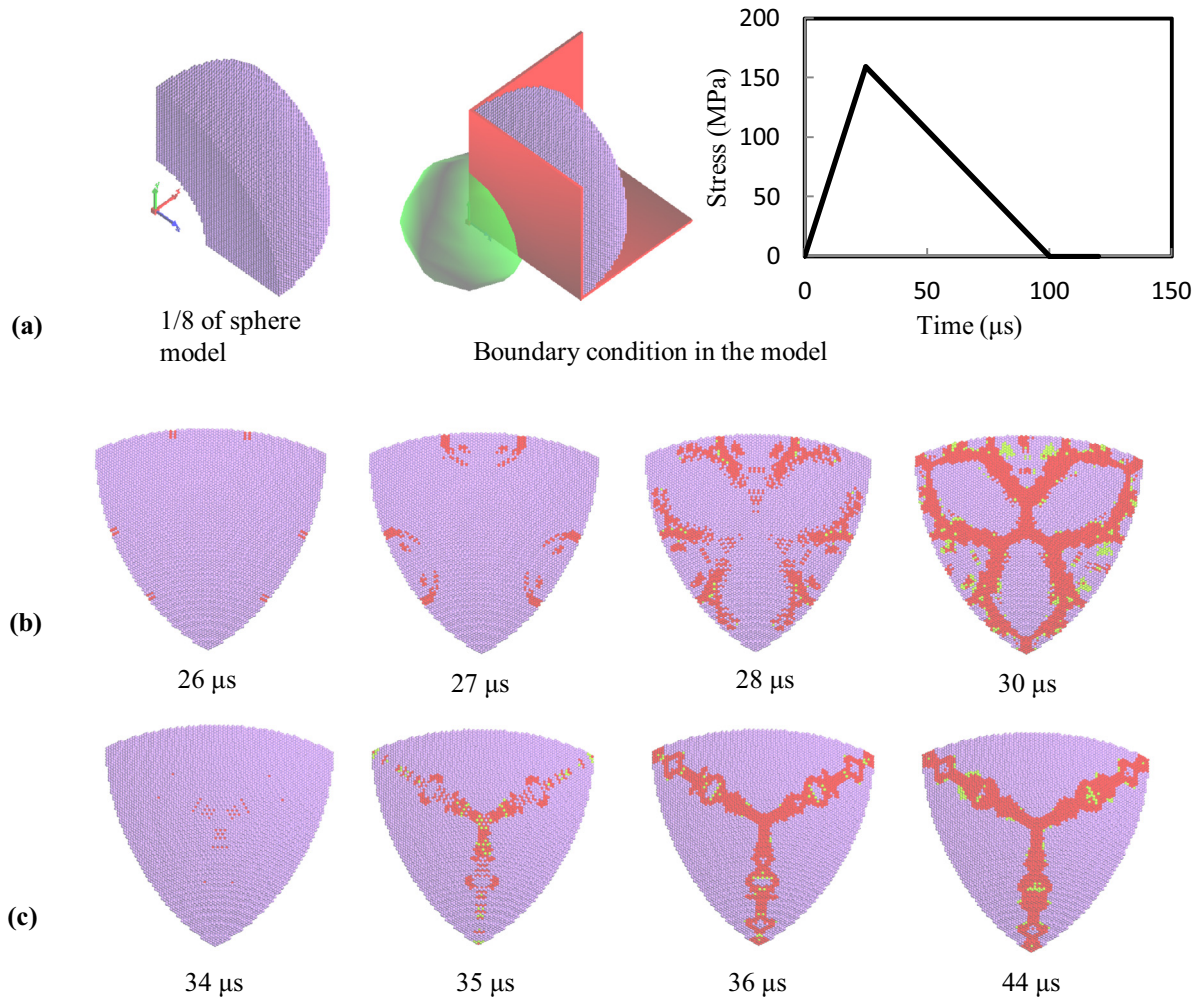 200
150
100
50
0
Stress (MPa)
0 50 100 150
Time (μs)
(a)
1/8 of sphere
model
Boundary condition in the model
(b)
26 μs 27 μs 28 μs 30 μs
(c)
34 μs 35 μs 36 μs 44 μs